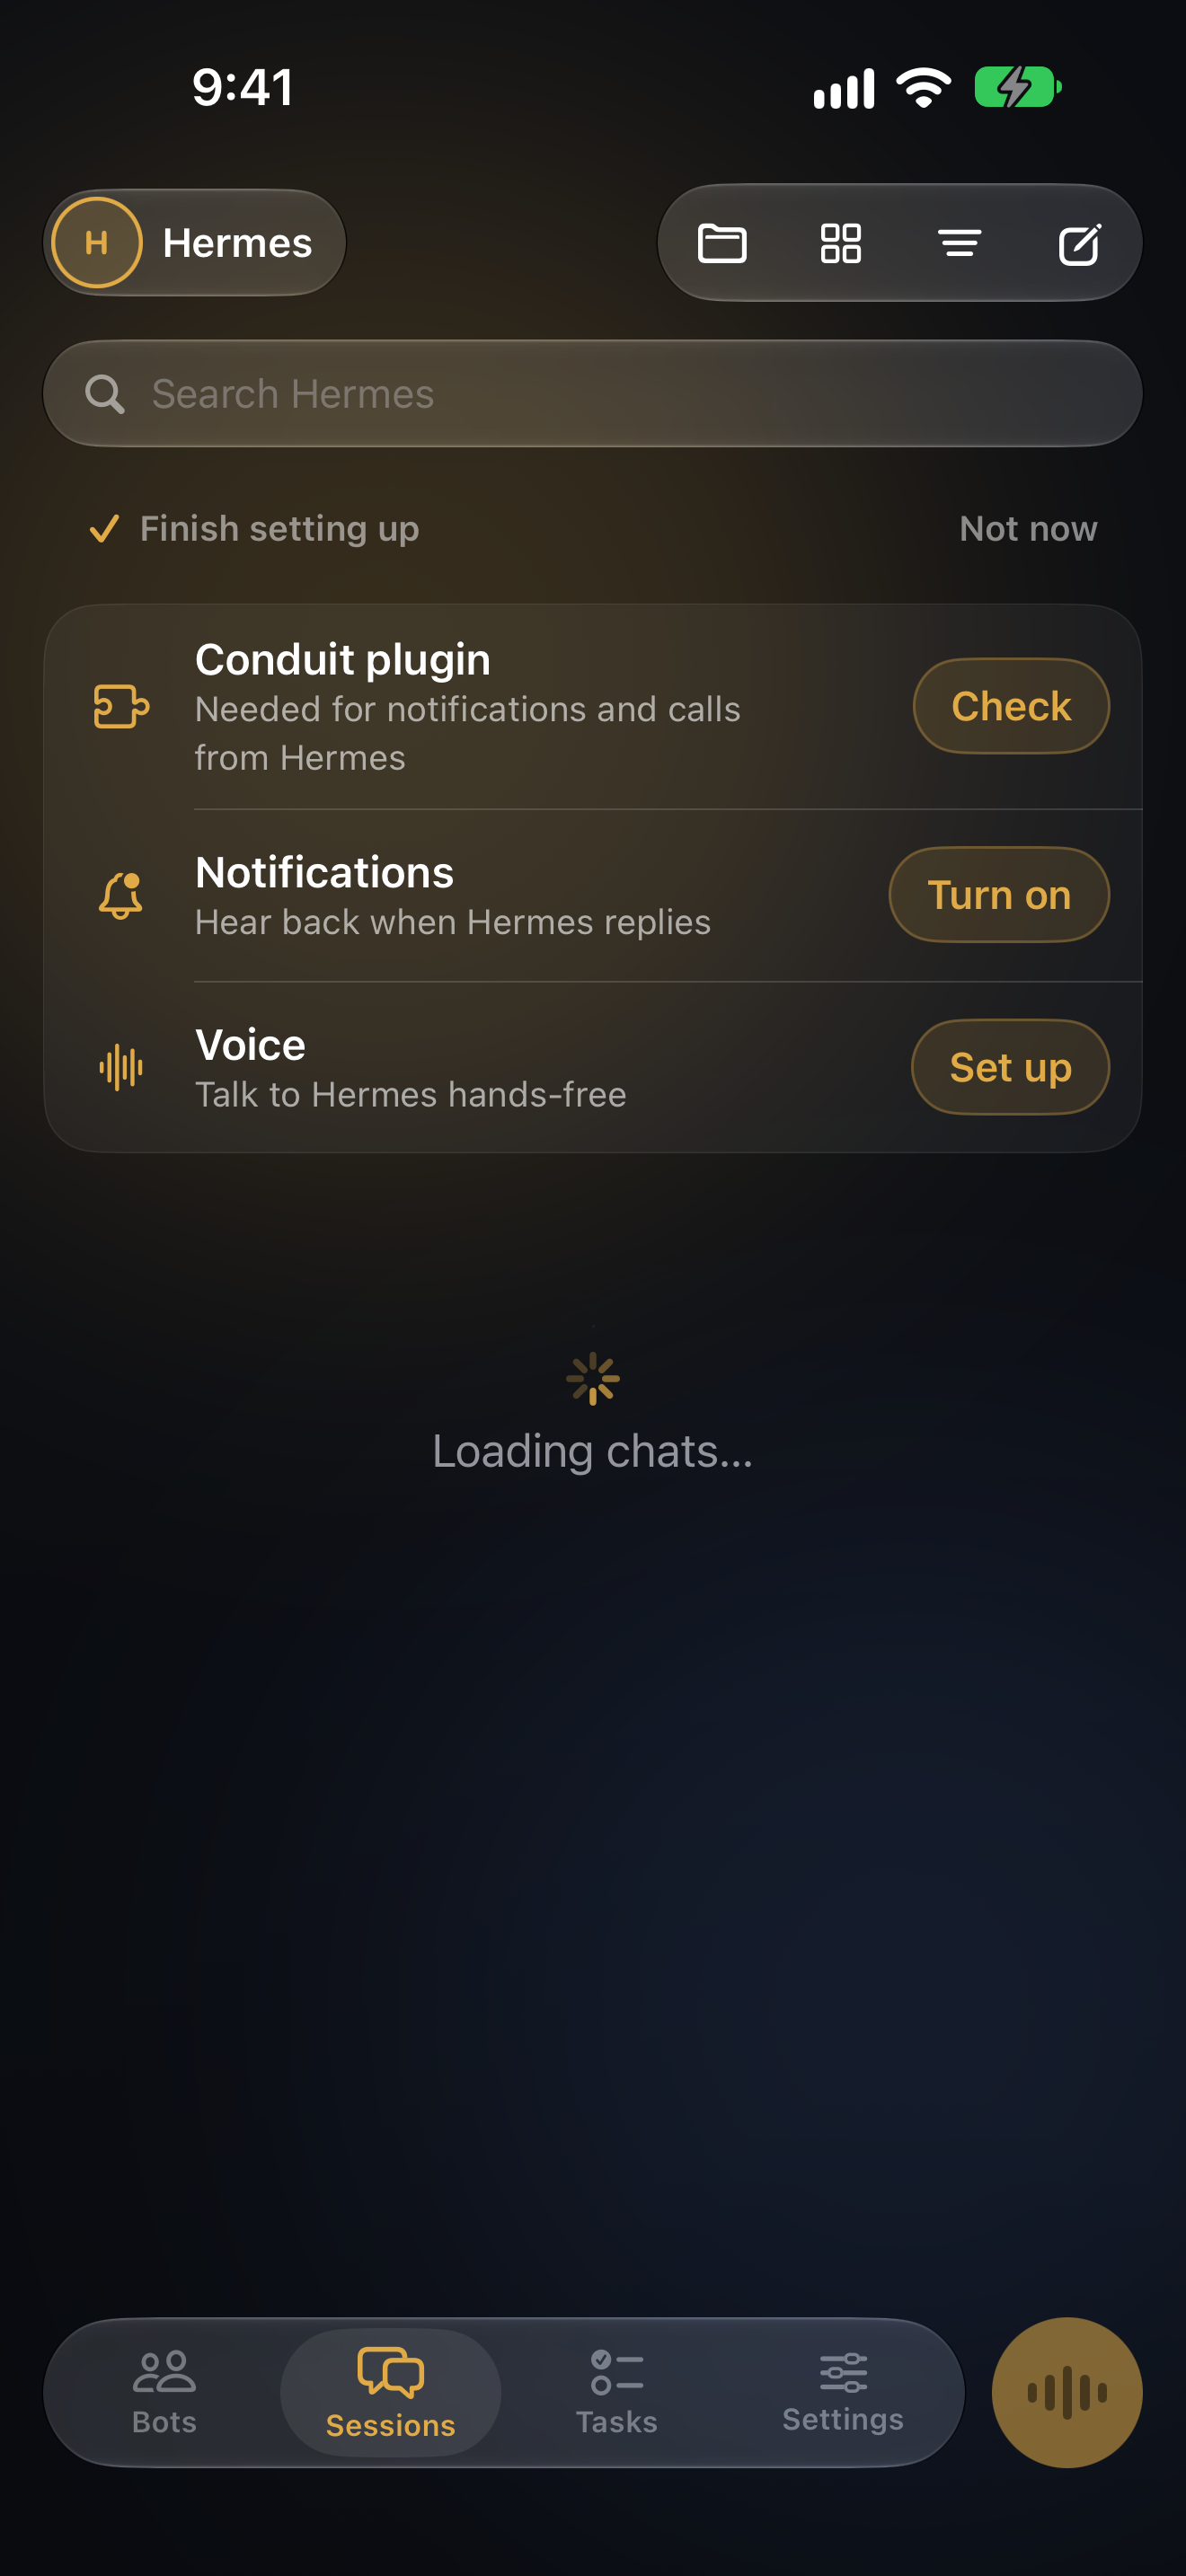 9:41
H
Hermes
Search Hermes
Finish setting up
Not now
Conduit plugin
Needed for notifications and calls
from Hermes
Check
Notifications
Hear back when Hermes replies
Turn on
Voice
Talk to Hermes hands-free
Set up
Loading chats...
Bots
Sessions
Tasks
Settings